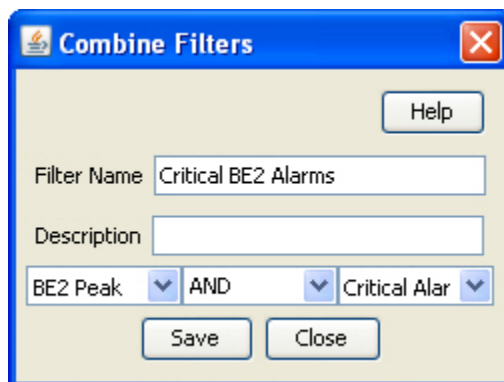 Combine Filters
Help
Filter Name Critical BE2 Alarms
Description
BE2 Peak AND Critical Alar
Save Close